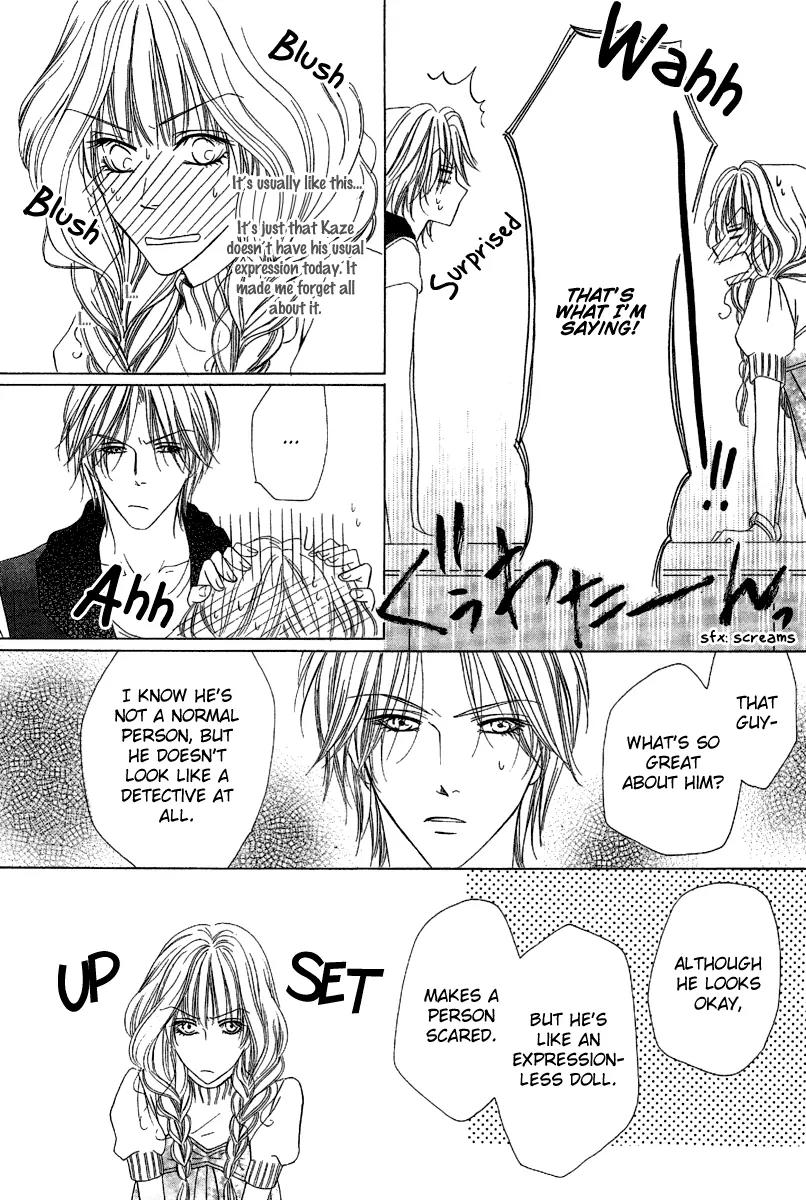 Wahh
THAT'S
WHAT I'M
SAYING!
!!
Surprised
ぐぅわたーんっ
sfx: screams
Blush
Blush
It's usually like this...
It's just that Kaze
doesn't have his usual
expression today. It
made me forget all
about it.
I...
I...
...
Ahh
THAT
GUY-
WHAT'S SO
GREAT
ABOUT HIM?
I KNOW HE'S
NOT A NORMAL
PERSON, BUT
HE DOESN'T
LOOK LIKE A
DETECTIVE AT
ALL.
ALTHOUGH
HE LOOKS
OKAY,
BUT HE'S
LIKE AN
EXPRESSION-
LESS DOLL.
MAKES A
PERSON
SCARED.
UP SET